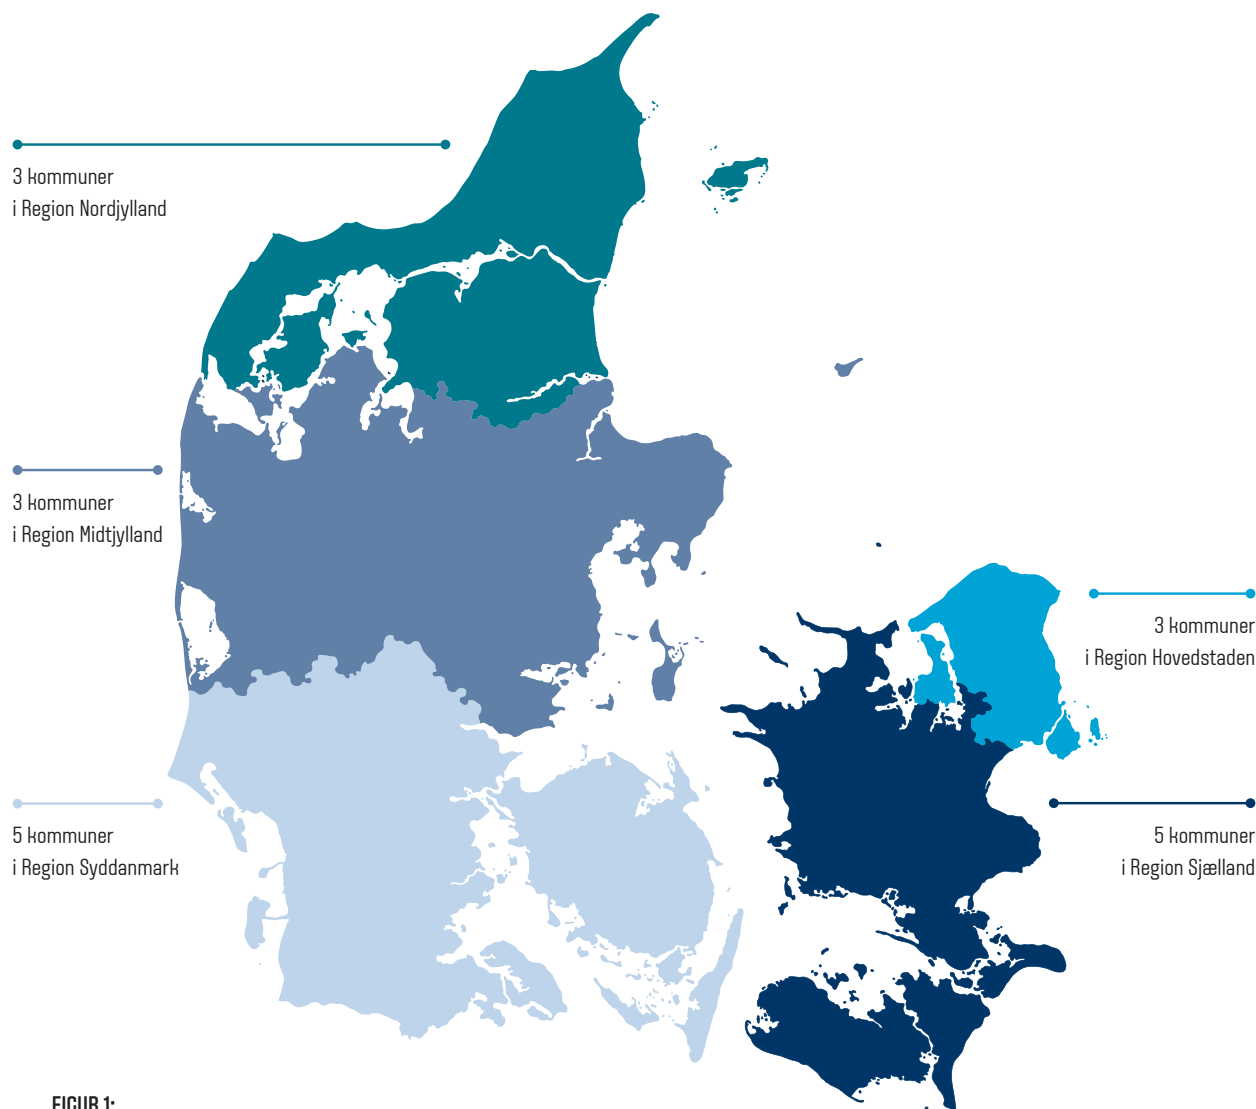 3 kommuner
i Region Nordjylland
3 kommuner
i Region Midtjylland
3 kommuner
i Region Hovedstaden
5 kommuner
i Region Syddanmark
5 kommuner
i Region Sjælland
FIGUR 1: